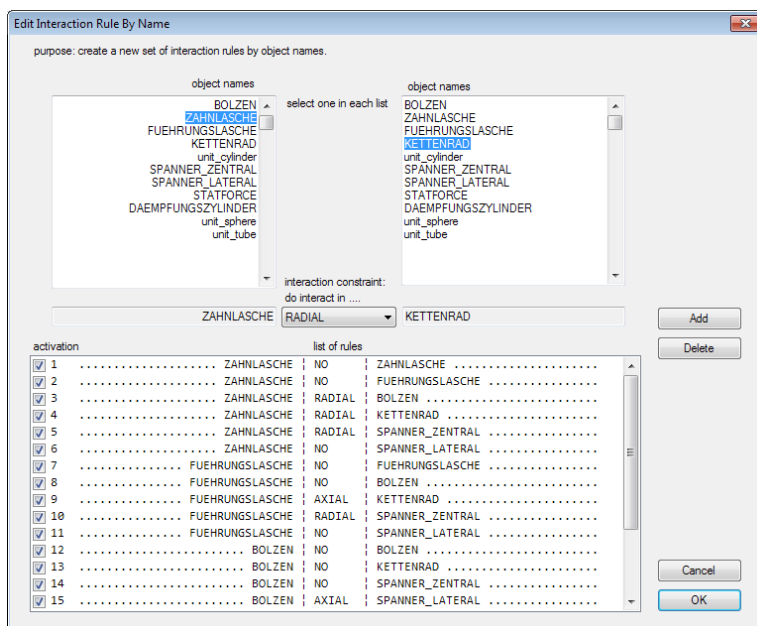 Edit Interaction Rule By Name
purpose: create a new set of interaction rules by object names.
object names
object names
select one in each list
BOLZEN
ZAHNLASCHE
FUEHRUNGSLASCHE
KETTENRAD
unit_cylinder
SPANNER_ZENTRAL
SPANNER_LATERAL
STATFORCE
DAEMPFUNGSZYLINDER
unit_sphere
unit_tube
BOLZEN
ZAHNLASCHE
FUEHRUNGSLASCHE
KETTENRAD
unit_cylinder
SPANNER_ZENTRAL
SPANNER_LATERAL
STATFORCE
DAEMPFUNGSZYLINDER
unit_sphere
unit_tube
interaction constraint:
do interact in ....
ZAHNLASCHE RADIAL KETTENRAD
Add
Delete
activation list of rules
1 ..................... ZAHNLASCHE ¦ NO ¦ ZAHNLASCHE .....................
2 ..................... ZAHNLASCHE ¦ NO ¦ FUEHRUNGSLASCHE ................
3 ..................... ZAHNLASCHE ¦ RADIAL ¦ BOLZEN .........................
4 ..................... ZAHNLASCHE ¦ RADIAL ¦ KETTENRAD ......................
5 ..................... ZAHNLASCHE ¦ RADIAL ¦ SPANNER_ZENTRAL ................
6 ..................... ZAHNLASCHE ¦ NO ¦ SPANNER_LATERAL ................
7 ................ FUEHRUNGSLASCHE ¦ NO ¦ FUEHRUNGSLASCHE ................
8 ................ FUEHRUNGSLASCHE ¦ NO ¦ BOLZEN .........................
9 ................ FUEHRUNGSLASCHE ¦ AXIAL ¦ KETTENRAD ......................
10 ................ FUEHRUNGSLASCHE ¦ RADIAL ¦ SPANNER_ZENTRAL ................
11 ................ FUEHRUNGSLASCHE ¦ NO ¦ SPANNER_LATERAL ................
12 ......................... BOLZEN ¦ NO ¦ BOLZEN .........................
13 ......................... BOLZEN ¦ NO ¦ KETTENRAD ......................
14 ......................... BOLZEN ¦ NO ¦ SPANNER_ZENTRAL ................
15 ......................... BOLZEN ¦ AXIAL ¦ SPANNER_LATERAL ................
Cancel
OK